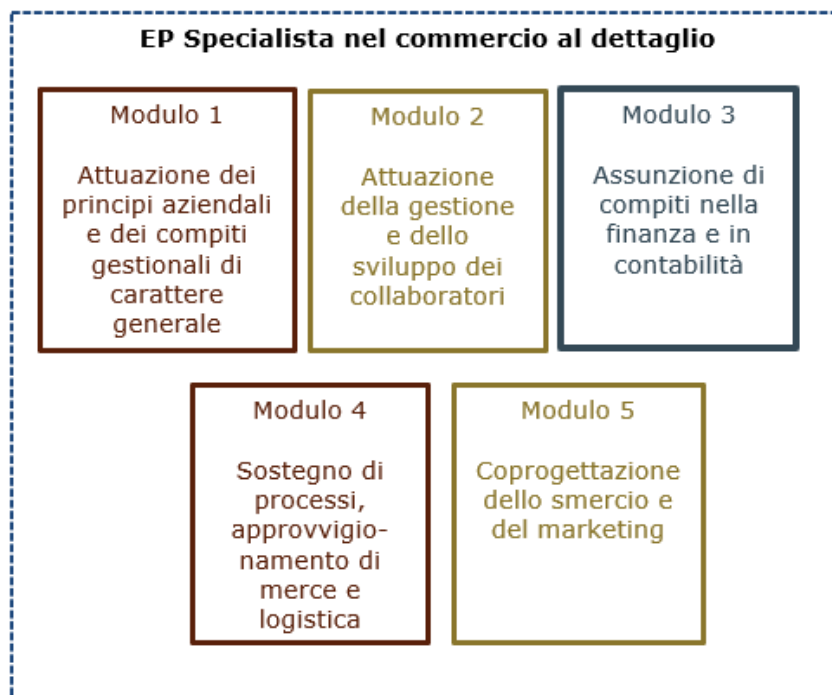 EP Specialista nel commercio al dettaglio
Modulo 1
Attuazione dei
principi aziendali
e dei compiti
gestionali di
carattere
generale
Modulo 2
Attuazione
della gestione
e dello
sviluppo dei
collaboratori
Modulo 3
Assunzione di
compiti nella
finanza e in
contabilità
Modulo 4
Sostegno di
processi,
approvvigio-
namento di
merce e
logistica
Modulo 5
Coprogettazione
dello smercio e
del marketing